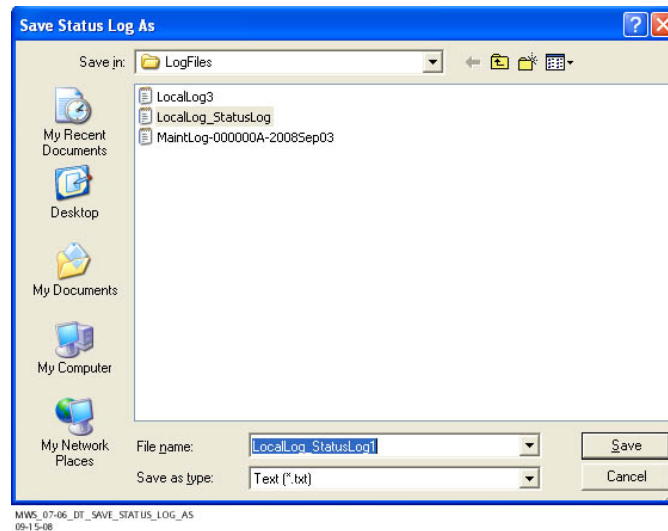 Save Status Log As
Save in: LogFiles
My Recent
Documents
Desktop
My Documents
My Computer
My Network
Places
LocalLog3
LocalLog_StatusLog
MaintLog-000000A-2008Sep03
File name: LocalLog_StatusLog1 Save
Save as type: Text (*.txt) Cancel
MWS_07-06_DT_SAVE_STATUS_LOG_AS
09-15-08